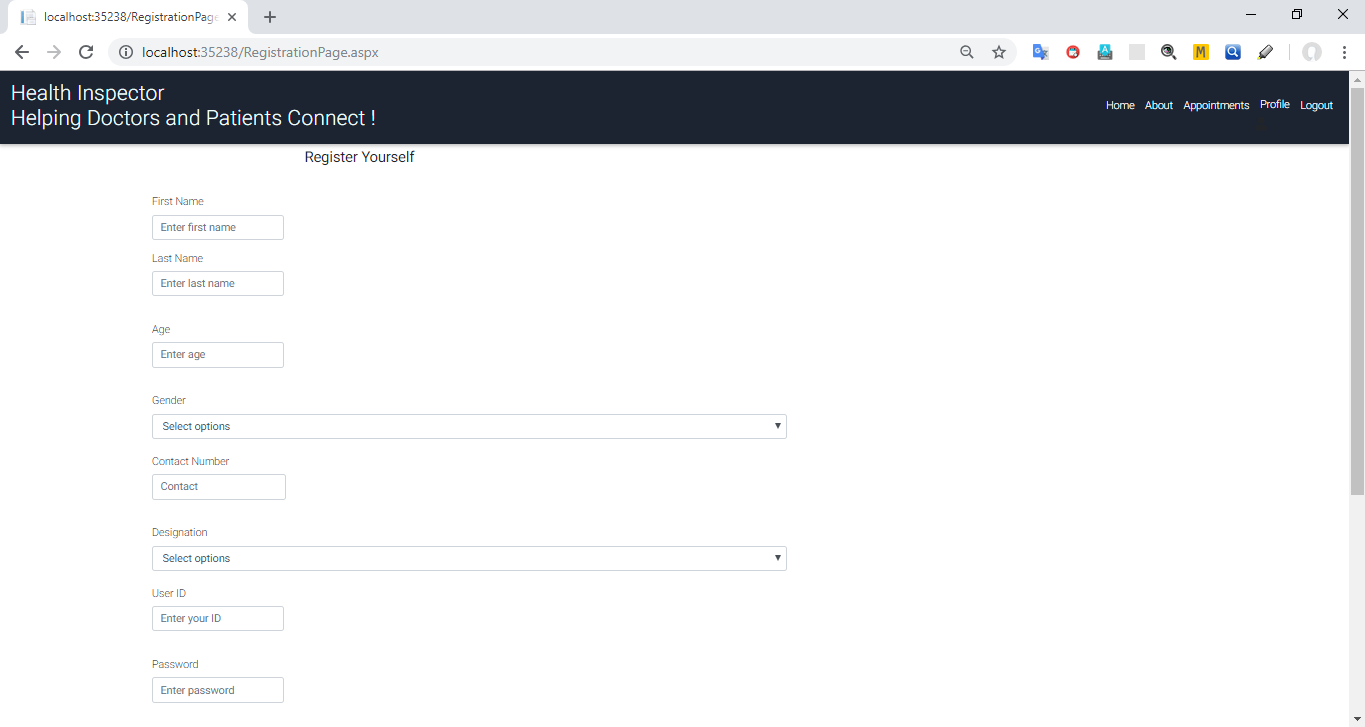 localhost:35238/RegistrationPage
localhost:35238/RegistrationPage.aspx
Health Inspector
Helping Doctors and Patients Connect !
Home About Appointments Profile Logout
Register Yourself
First Name
Enter first name
Last Name
Enter last name
Age
Enter age
Gender
Select options
Contact Number
Contact
Designation
Select options
User ID
Enter your ID
Password
Enter password